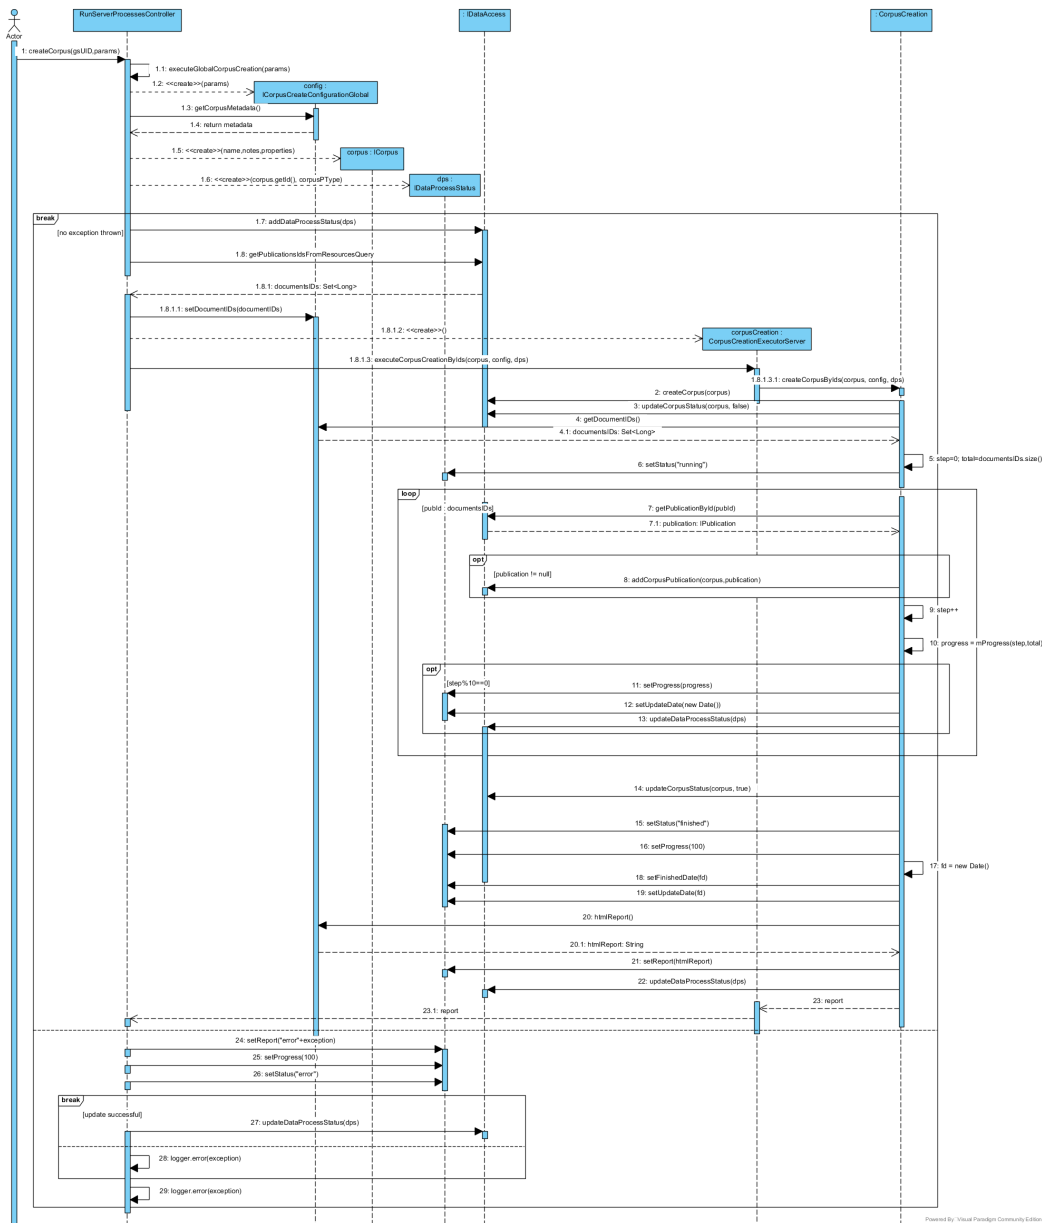 RunServerProcessesController
: IDataAccess
: CorpusCreation
Actor
1: createCorpus(gsUID,params)
1.1: executeGlobalCorpusCreation(params)
1.2: <<create>>(params)
config :
ICorpusCreateConfigurationGlobal
1.3: getCorpusMetadata()
1.4: return metadata
1.5: <<create>>(name,notes,properties)
corpus : ICorpus
1.6: <<create>>(corpus.getId(), corpusPType)
dps :
IDataProcessStatus
break
1.7: addDataProcessStatus(dps)
[no exception thrown]
1.8: getPublicationsIdsFromResourcesQuery
1.8.1: documentsIDs: Set<Long>
1.8.1.1: setDocumentIDs(documentIDs)
1.8.1.2: <<create>>()
corpusCreation :
CorpusCreationExecutorServer
1.8.1.3: executeCorpusCreationByIds(corpus, config, dps)
1.8.1.3.1: createCorpusByIds(corpus, config, dps)
2: createCorpus(corpus)
3: updateCorpusStatus(corpus, false)
4: getDocumentIDs()
4.1: documentsIDs: Set<Long>
5: step=0; total=documentsIDs.size()
6: setStatus("running")
loop
[pubId : documentsIDs]
7: getPublicationById(pubId)
7.1: publication: IPublication
opt
[publication != null]
8: addCorpusPublication(corpus,publication)
9: step++
10: progress = mProgress(step,total)
opt
[step%10==0]
11: setProgress(progress)
12: setUpdateDate(new Date())
13: updateDataProcessStatus(dps)
14: updateCorpusStatus(corpus, true)
15: setStatus("finished")
16: setProgress(100)
17: fd = new Date()
18: setFinishedDate(fd)
19: setUpdateDate(fd)
20: htmlReport()
20.1: htmlReport: String
21: setReport(htmlReport)
22: updateDataProcessStatus(dps)
23: report
23.1: report
24: setReport("error"+exception)
25: setProgress(100)
26: setStatus("error")
break
[update successful]
27: updateDataProcessStatus(dps)
28: logger.error(exception)
29: logger.error(exception)
Powered By  Visual Paradigm Community Edition